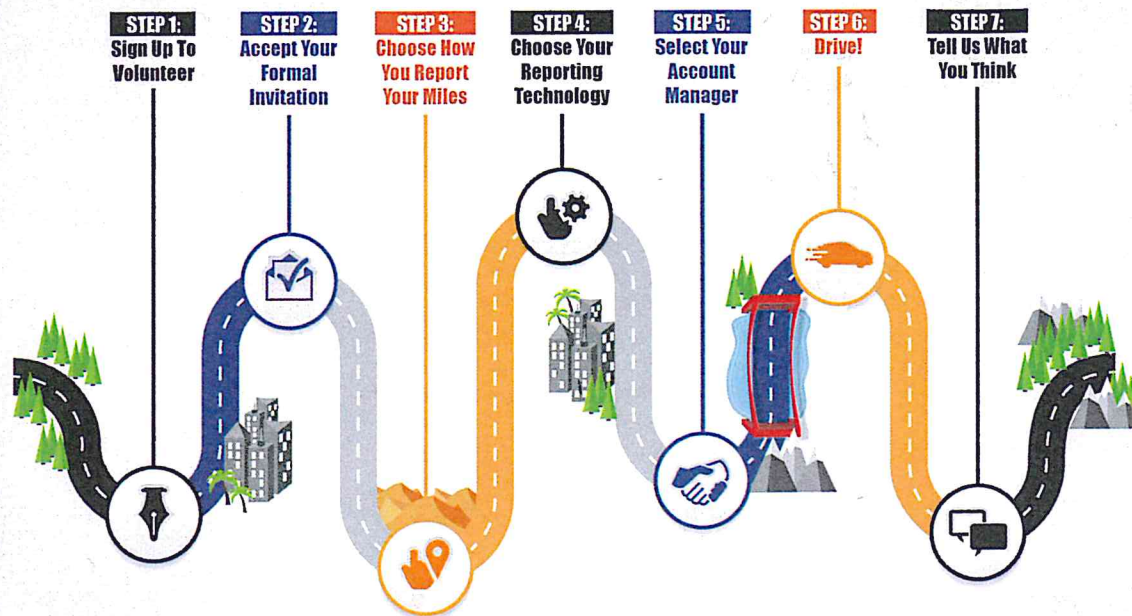 STEP 1:
Sign Up To
Volunteer
STEP 2:
Accept Your
Formal
Invitation
STEP 3:
Choose How
You Report
Your Miles
STEP 4:
Choose Your
Reporting
Technology
STEP 5:
Select Your
Account
Manager
STEP 6:
Drive!
STEP 7:
Tell Us What
You Think